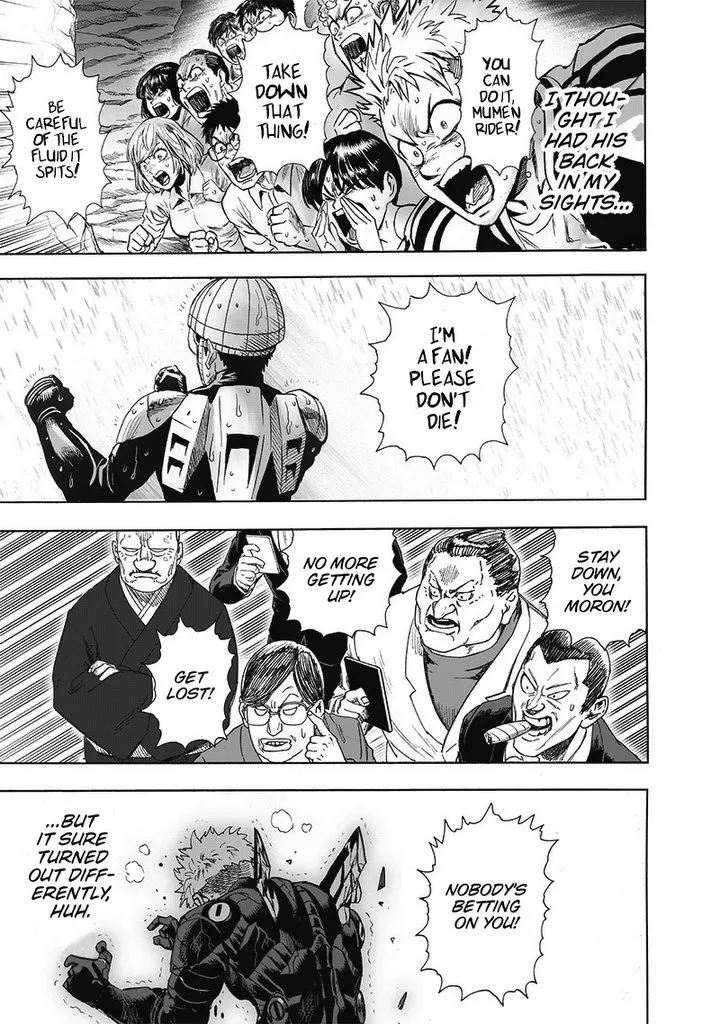 I THOU-
GHT I
HAD HIS
BACK
IN MY
SIGHTS...
YOU
CAN
DO IT,
MUMEN
RIDER!
TAKE
DOWN
THAT
THING!
BE
CAREFUL
OF THE
FLUID IT
SPITS!
I'M
A FAN!
PLEASE
DON'T
DIE!
STAY
DOWN,
YOU
MORON!
NO MORE
GETTING
UP!
GET
LOST!
NOBODY'S
BETTING
ON YOU!
...BUT
IT SURE
TURNED
OUT DIFF-
ERENTLY,
HUH.